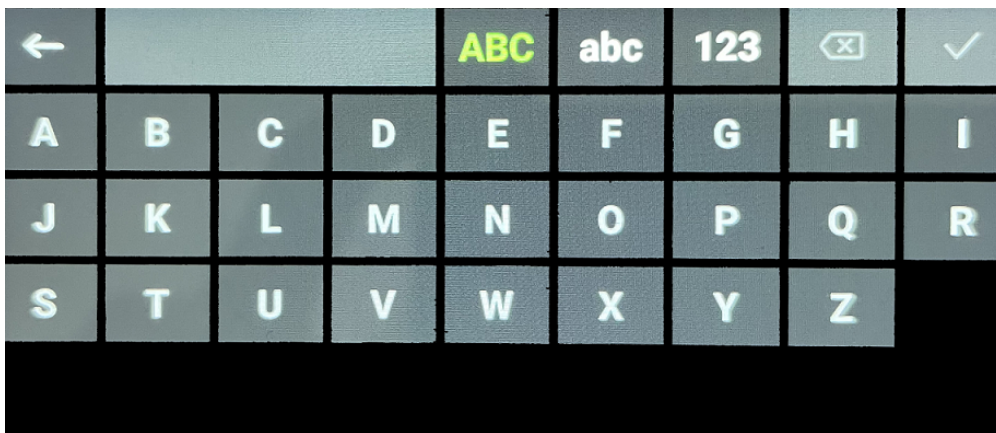 ABC abc 123
A B C D E F G H I
J K L M N O P Q R
S T U V W X Y Z